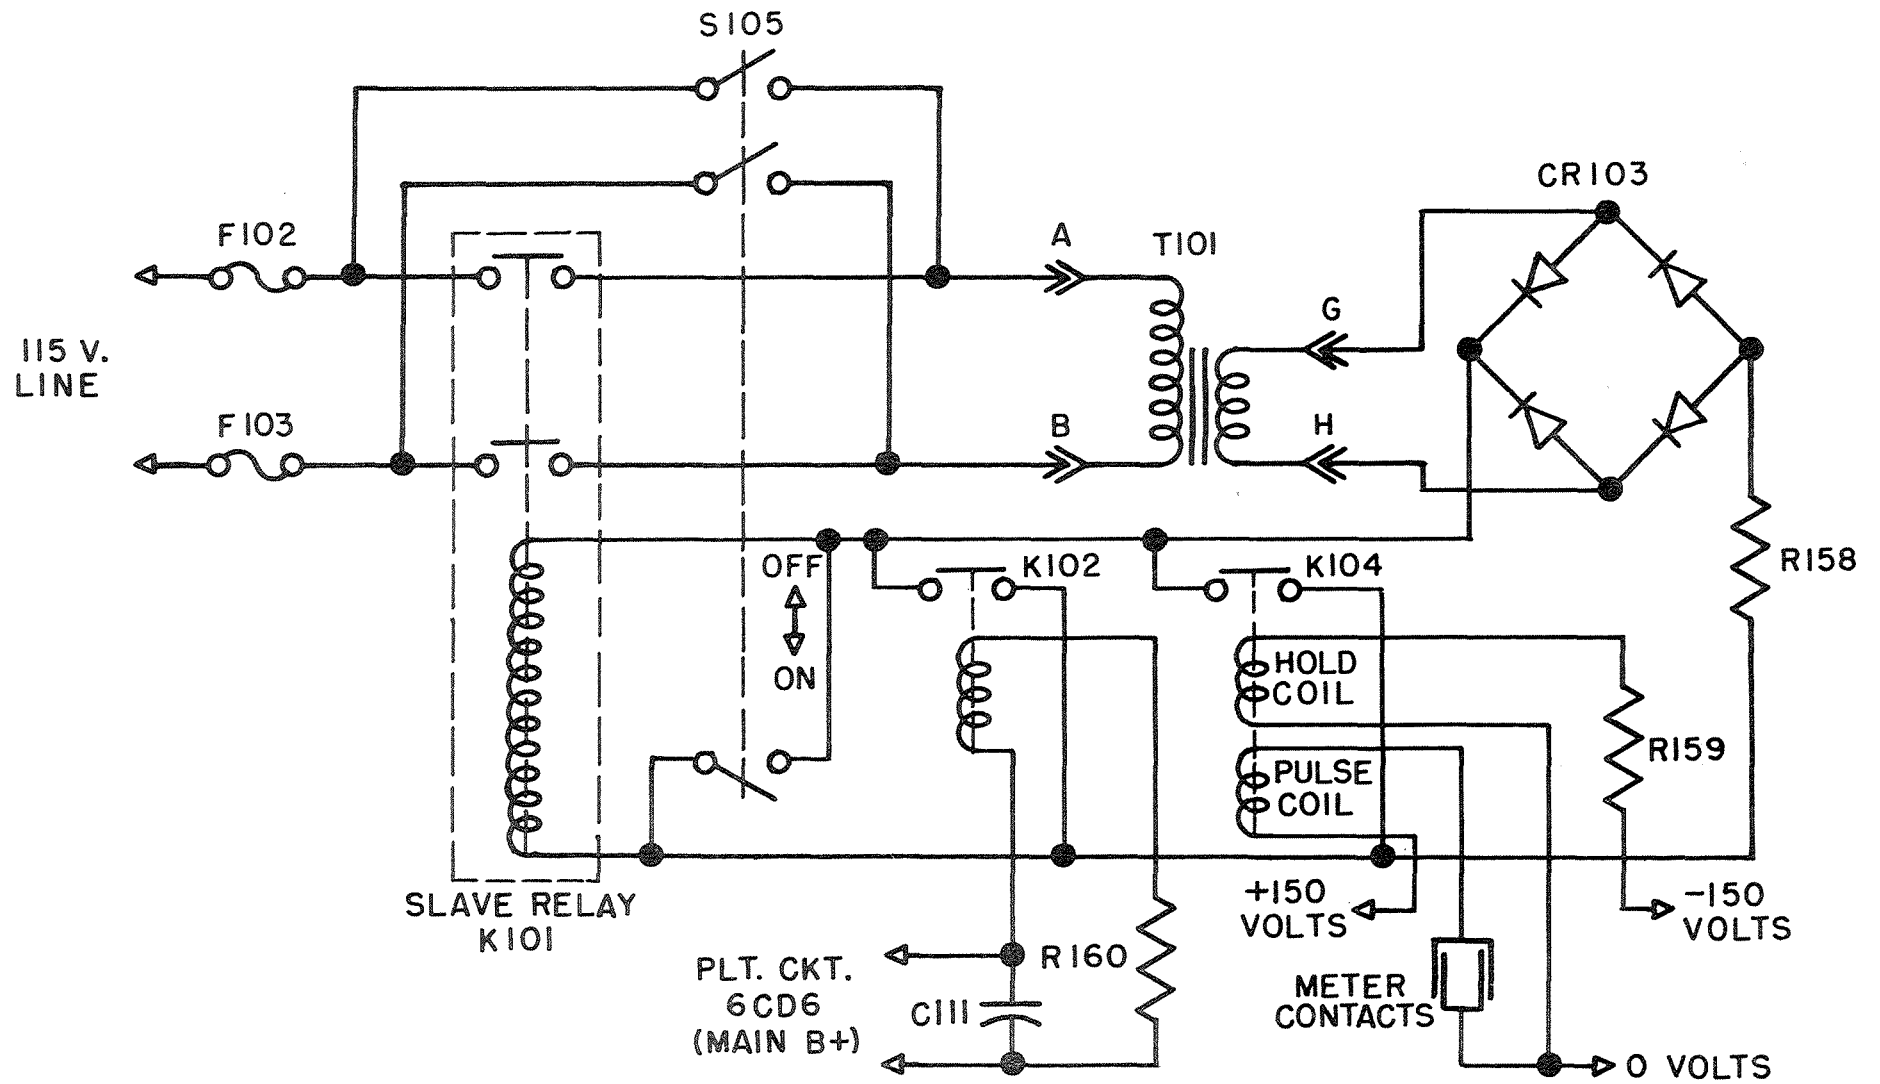 S105
CR103
F102
A
T101
G
115 V.
LINE
F103
B
H
OFF
K102
K104
R158
ON
HOLD
COIL
R159
PULSE
COIL
SLAVE RELAY
K101
+150
VOLTS
-150
VOLTS
PLT. CKT.
6CD6
(MAIN B+)
R160
C111
METER
CONTACTS
0 VOLTS